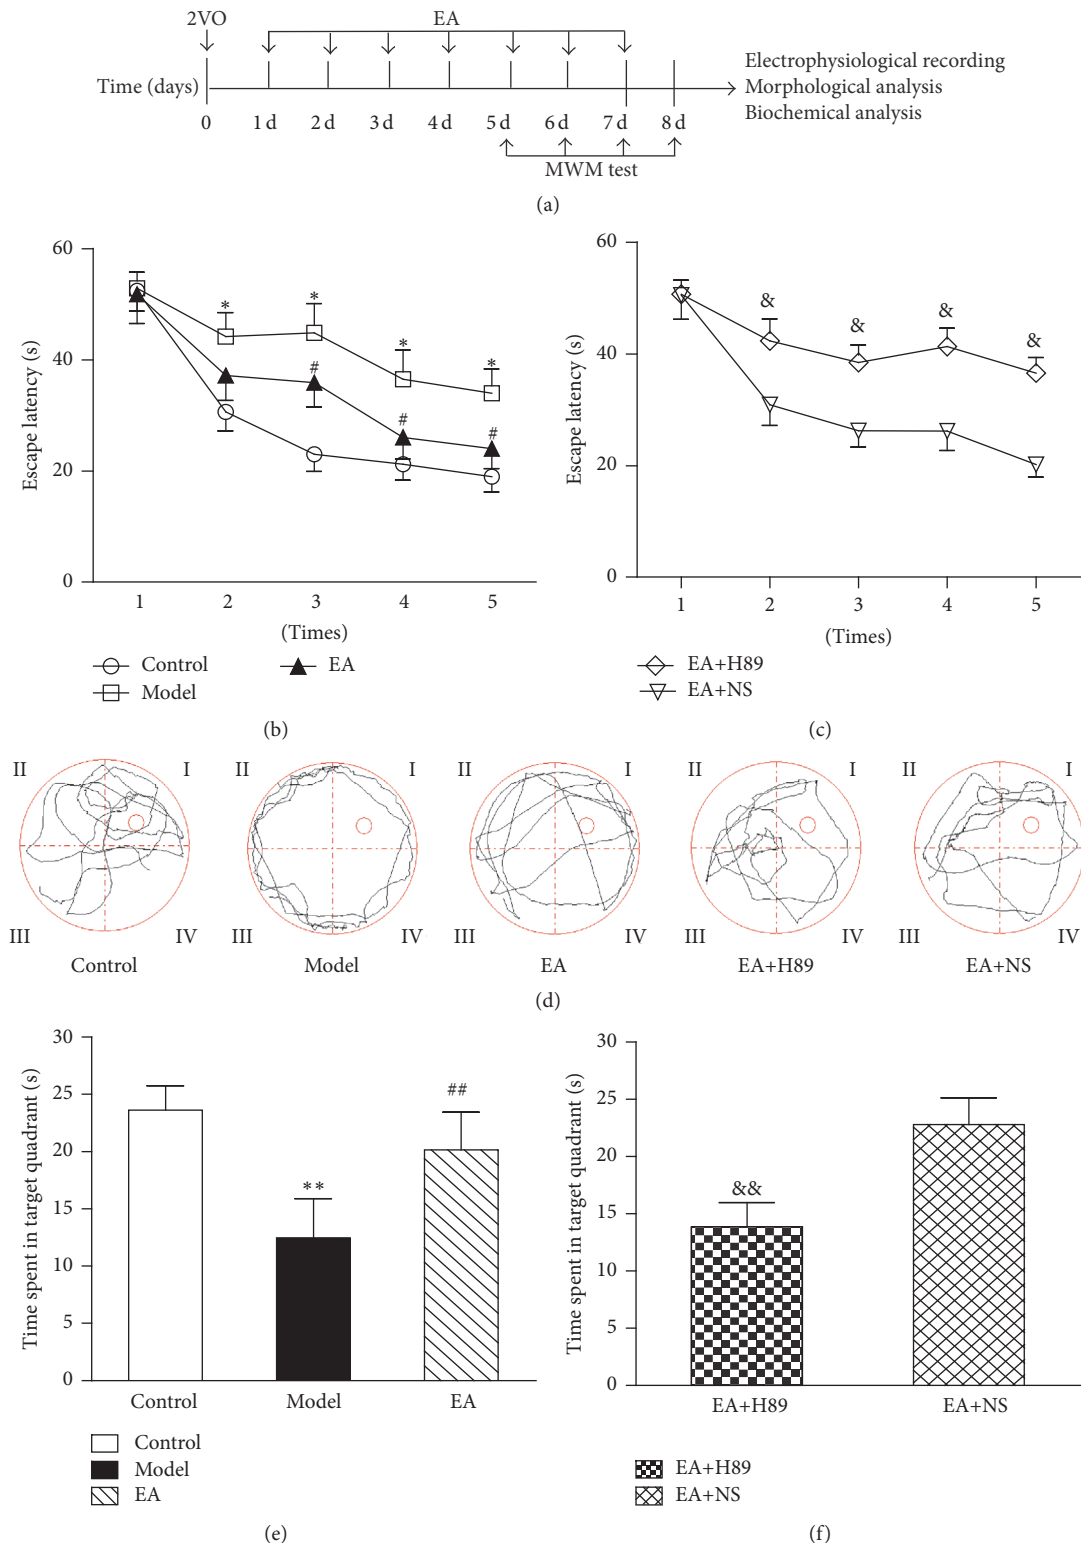 2VO
EA
Time (days)
0 1 d 2 d 3 d 4 d 5 d 6 d 7 d 8 d
MWM test
Electrophysiological recording
Morphological analysis
Biochemical analysis
(a)
Escape latency (s)
60
40
20
0
* * * *
# # #
1 2 3 4 5
(Times)
Control
EA
Model
(b)
Escape latency (s)
60
40
20
0
& & & &
1 2 3 4 5
(Times)
EA+H89
EA+NS
(c)
II I
III IV
Control
II I
III IV
Model
II I
III IV
EA
II I
III IV
EA+H89
II I
III IV
EA+NS
(d)
Time spent in target quadrant (s)
30
25
20
15
10
5
0
**
##
Control Model EA
Control
Model
EA
(e)
Time spent in target quadrant (s)
30
25
20
15
10
5
0
&&
EA+H89 EA+NS
EA+H89
EA+NS
(f)